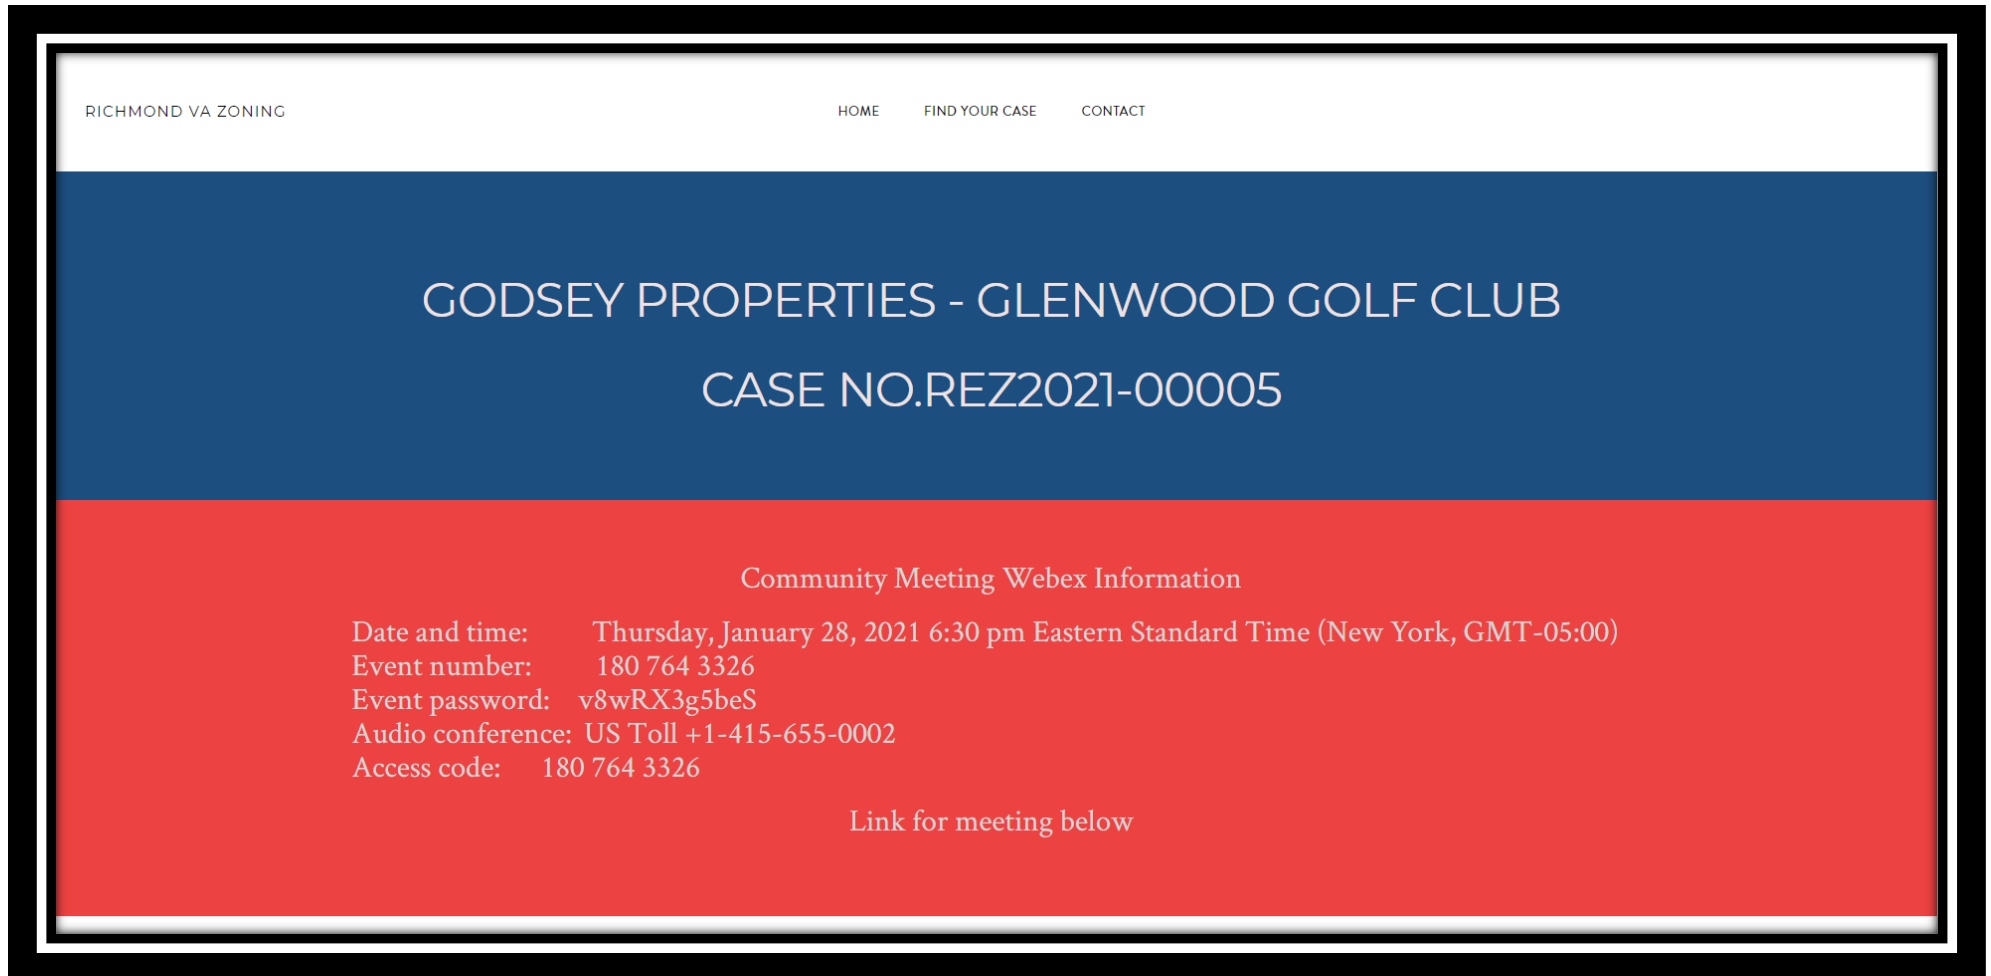 RICHMOND VA ZONING
HOME FIND YOUR CASE CONTACT
GODSEY PROPERTIES - GLENWOOD GOLF CLUB
CASE NO.REZ2021-00005
Community Meeting Webex Information
Date and time: Thursday, January 28, 2021 6:30 pm Eastern Standard Time (New York, GMT-05:00)
Event number: 180 764 3326
Event password: v8wRX3g5beS
Audio conference: US Toll +1-415-655-0002
Access code: 180 764 3326
Link for meeting below